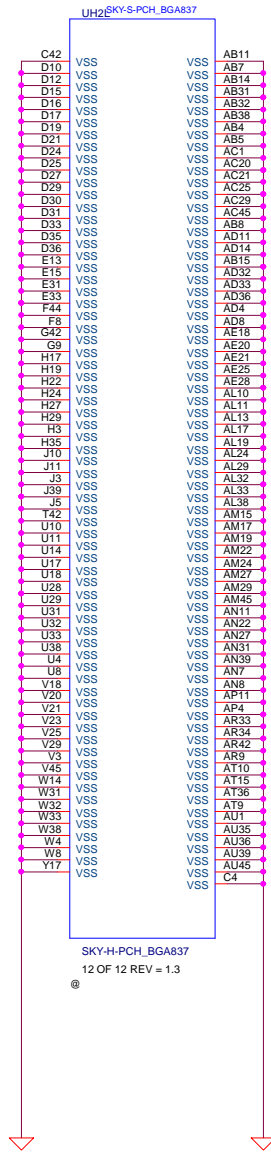 UH2L SKY-S-PCH_BGA837
C42 VSS VSS AB11
D10 VSS VSS AB7
D12 VSS VSS AB14
D15 VSS VSS AB31
D16 VSS VSS AB32
D17 VSS VSS AB38
D19 VSS VSS AB4
D21 VSS VSS AB5
D24 VSS VSS AC1
D25 VSS VSS AC20
D27 VSS VSS AC21
D29 VSS VSS AC25
D30 VSS VSS AC29
D31 VSS VSS AC45
D33 VSS VSS AB8
D35 VSS VSS AD11
D36 VSS VSS AD14
E13 VSS VSS AB15
E15 VSS VSS AD32
E31 VSS VSS AD33
E33 VSS VSS AD36
F44 VSS VSS AD4
F8 VSS VSS AD8
G42 VSS VSS AE18
G9 VSS VSS AE20
H17 VSS VSS AE21
H19 VSS VSS AE25
H22 VSS VSS AE28
H24 VSS VSS AL10
H27 VSS VSS AL11
H29 VSS VSS AL13
H3 VSS VSS AL17
H35 VSS VSS AL19
J10 VSS VSS AL24
J11 VSS VSS AL29
J3 VSS VSS AL32
J39 VSS VSS AL33
J5 VSS VSS AL38
T42 VSS VSS AM15
U10 VSS VSS AM17
U11 VSS VSS AM19
U14 VSS VSS AM22
U17 VSS VSS AM24
U18 VSS VSS AM27
U28 VSS VSS AM29
U29 VSS VSS AM45
U31 VSS VSS AN11
U32 VSS VSS AN22
U33 VSS VSS AN27
U38 VSS VSS AN31
U4 VSS VSS AN39
U8 VSS VSS AN7
V18 VSS VSS AN8
V20 VSS VSS AP11
V21 VSS VSS AP4
V23 VSS VSS AR33
V25 VSS VSS AR34
V29 VSS VSS AR42
V3 VSS VSS AR9
V45 VSS VSS AT10
W14 VSS VSS AT15
W31 VSS VSS AT36
W32 VSS VSS AT9
W33 VSS VSS AU1
W38 VSS VSS AU35
W4 VSS VSS AU36
W8 VSS VSS AU39
Y17 VSS VSS AU45
VSS C4
SKY-H-PCH_BGA837
12 OF 12 REV = 1.3
@